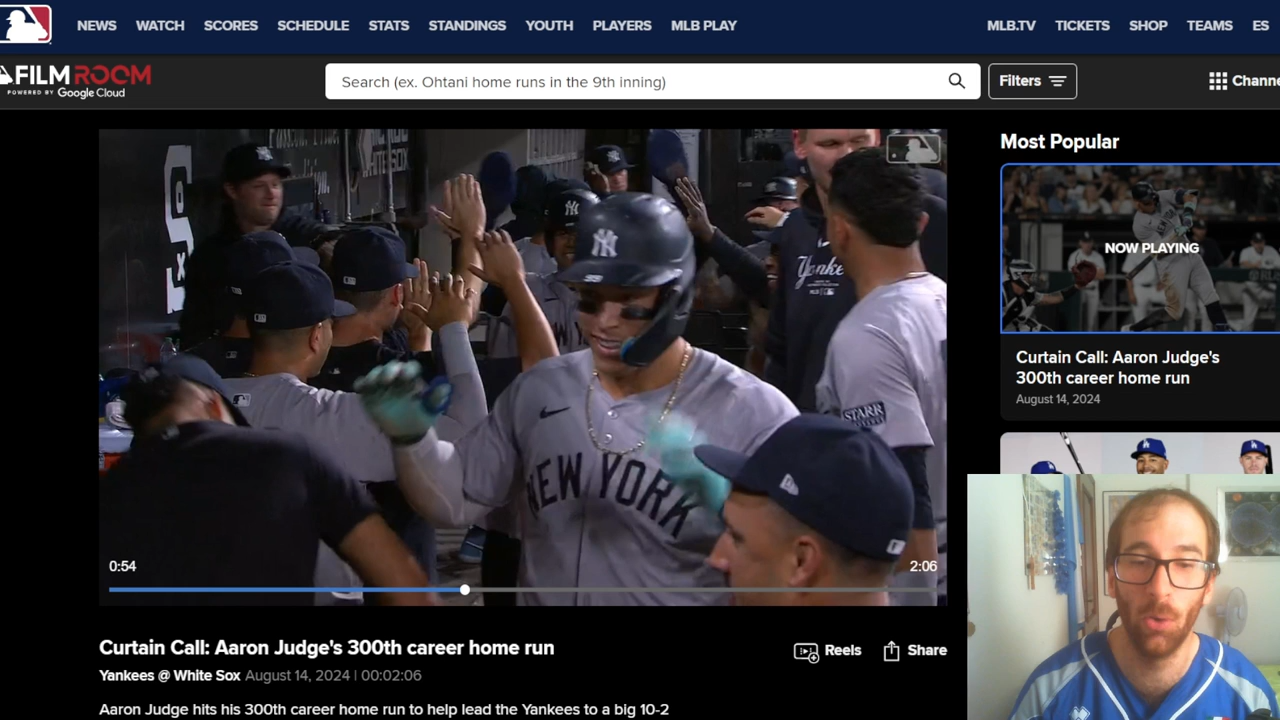 NEWS WATCH SCORES SCHEDULE STATS STANDINGS YOUTH PLAYERS MLB PLAY MLB.TV TICKETS SHOP TEAMS ES
FILM ROOM
POWERED BY Google Cloud
Search (ex. Ohtani home runs in the 9th inning)
Filters
Channe
Most Popular
NOW PLAYING
SOX
Yanke
STARR
NEW YORK
0:54
2:06
Curtain Call: Aaron Judge's
300th career home run
August 14, 2024
Curtain Call: Aaron Judge's 300th career home run
Reels
Share
Yankees @ White Sox August 14, 2024 | 00:02:06
Aaron Judge hits his 300th career home run to help lead the Yankees to a big 10-2